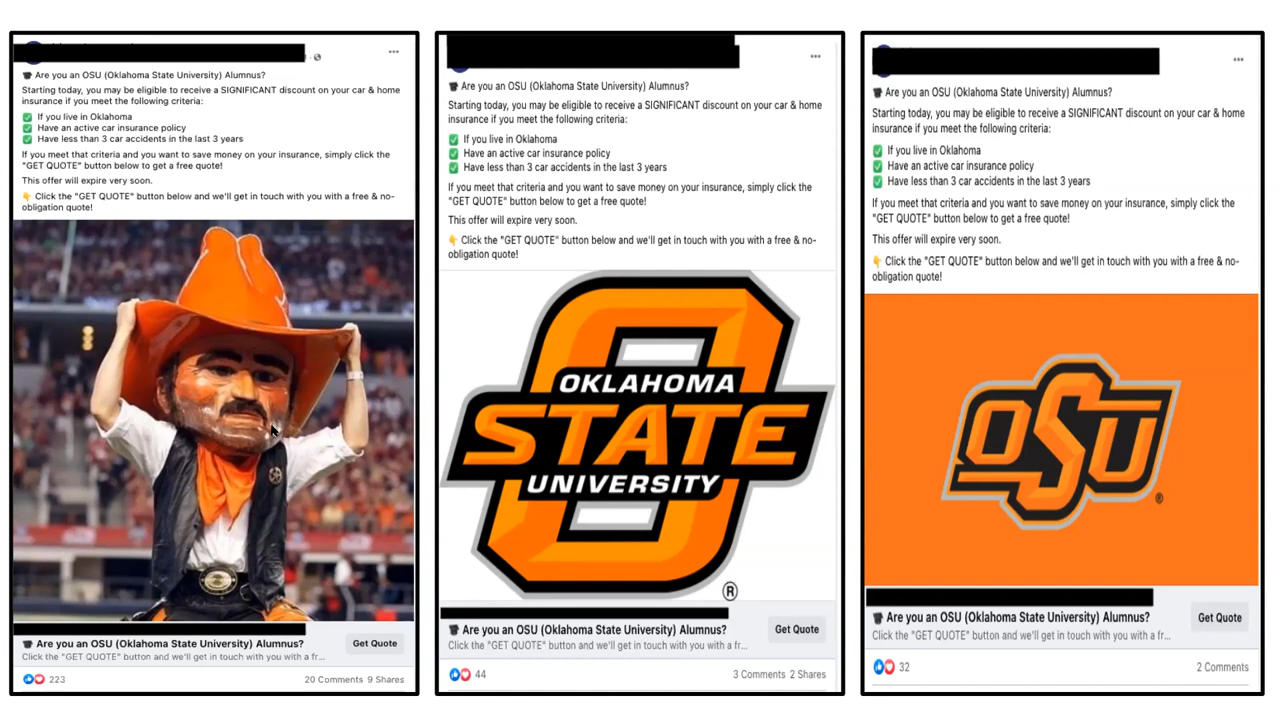 🎓 Are you an OSU (Oklahoma State University) Alumnus?
Starting today, you may be eligible to receive a SIGNIFICANT discount on your car & home
insurance if you meet the following criteria:
✅ If you live in Oklahoma
✅ Have an active car insurance policy
✅ Have less than 3 car accidents in the last 3 years
If you meet that criteria and you want to save money on your insurance, simply click the
"GET QUOTE" button below to get a free quote!
This offer will expire very soon.
👇 Click the "GET QUOTE" button below and we'll get in touch with you with a free & no-
obligation quote!
🎓 Are you an OSU (Oklahoma State University) Alumnus?
Get Quote
Click the "GET QUOTE" button and we'll get in touch with you with a fr...
223
20 Comments 9 Shares
🎓 Are you an OSU (Oklahoma State University) Alumnus?
Starting today, you may be eligible to receive a SIGNIFICANT discount on your car & home
insurance if you meet the following criteria:
✅ If you live in Oklahoma
✅ Have an active car insurance policy
✅ Have less than 3 car accidents in the last 3 years
If you meet that criteria and you want to save money on your insurance, simply click the
"GET QUOTE" button below to get a free quote!
This offer will expire very soon.
👇 Click the "GET QUOTE" button below and we'll get in touch with you with a free & no-
obligation quote!
OKLAHOMA
STATE
UNIVERSITY
®
🎓 Are you an OSU (Oklahoma State University) Alumnus?
Get Quote
Click the "GET QUOTE" button and we'll get in touch with you with a fr...
44
3 Comments 2 Shares
🎓 Are you an OSU (Oklahoma State University) Alumnus?
Starting today, you may be eligible to receive a SIGNIFICANT discount on your car & home
insurance if you meet the following criteria:
✅ If you live in Oklahoma
✅ Have an active car insurance policy
✅ Have less than 3 car accidents in the last 3 years
If you meet that criteria and you want to save money on your insurance, simply click the
"GET QUOTE" button below to get a free quote!
This offer will expire very soon.
👇 Click the "GET QUOTE" button below and we'll get in touch with you with a free & no-
obligation quote!
OSU
®
🎓 Are you an OSU (Oklahoma State University) Alumnus?
Get Quote
Click the "GET QUOTE" button and we'll get in touch with you with a fr...
32
2 Comments